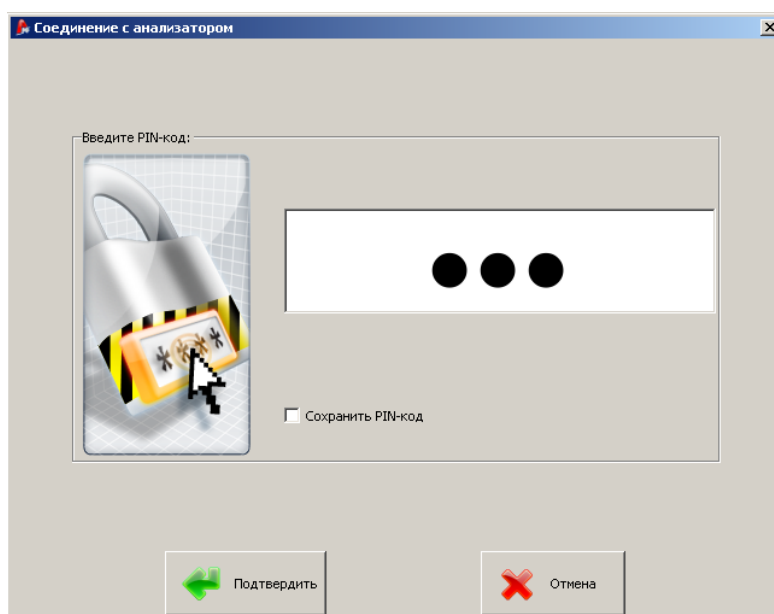 Соединение с анализатором
Введите PIN-код:
●●●
****
Сохранить PIN-код
Подтвердить
Отмена